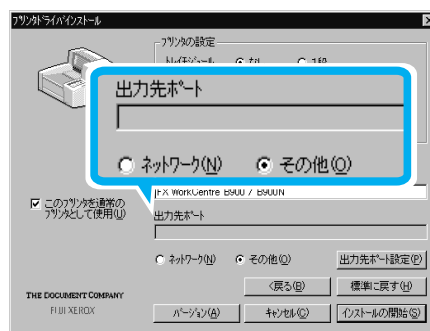 プリンタドライバインストール
プリンタの設定
なし
1段
出力先ポート
ネットワーク(N) その他(O)
FX WorkCentre B900 / B900N
このプリンタを通常の
プリンタとして使用(U)
出力先ポート
ネットワーク(N) その他(O) 出力先ポート設定(P)
<戻る(B) 標準に戻す(H)
THE DOCUMENT COMPANY
FUJI XEROX
バージョン(A) キャンセル(C) インストールの開始(S)